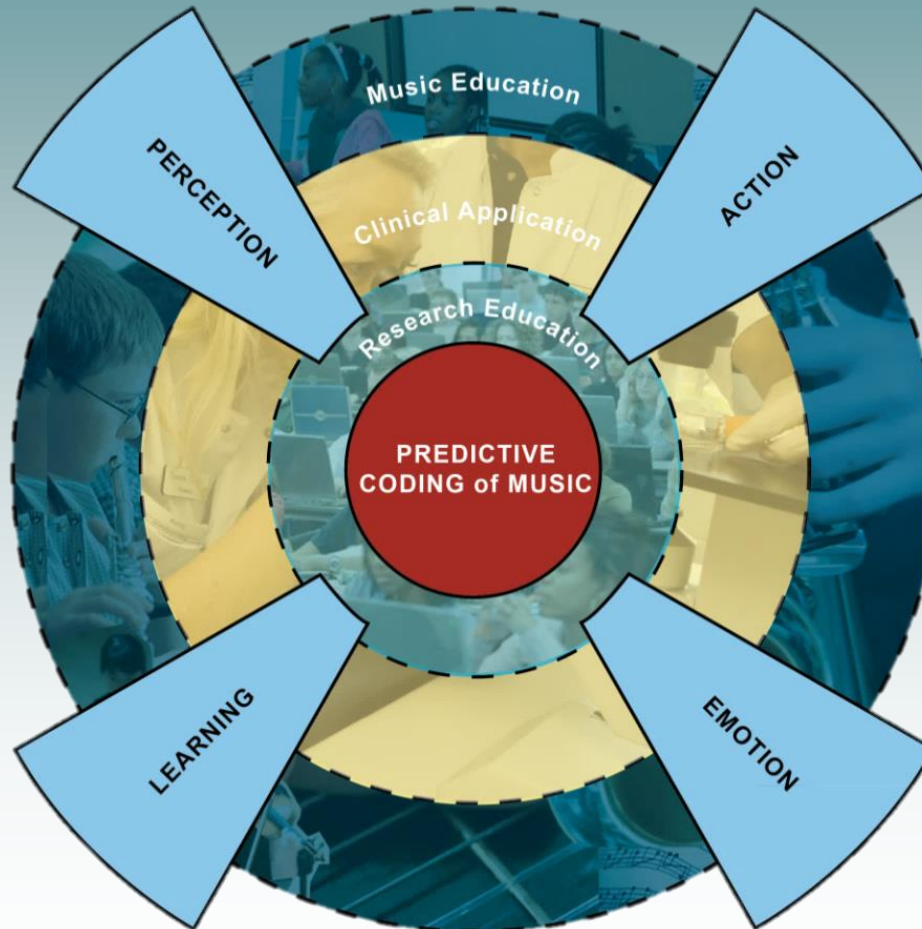 Music Education
PERCEPTION
ACTION
Clinical Application
Research Education
PREDICTIVE
CODING of MUSIC
LEARNING
EMOTION